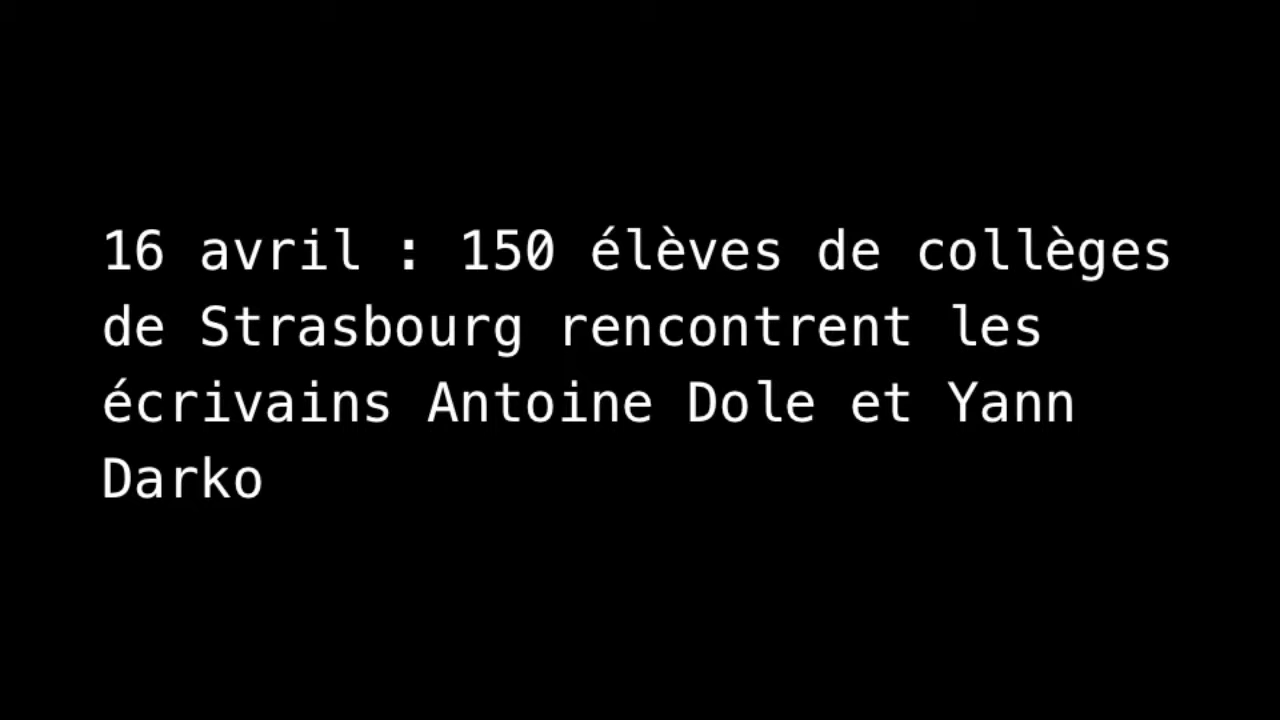 16 avril : 150 élèves de collèges
de Strasbourg rencontrent les
écrivains Antoine Dole et Yann
Darko